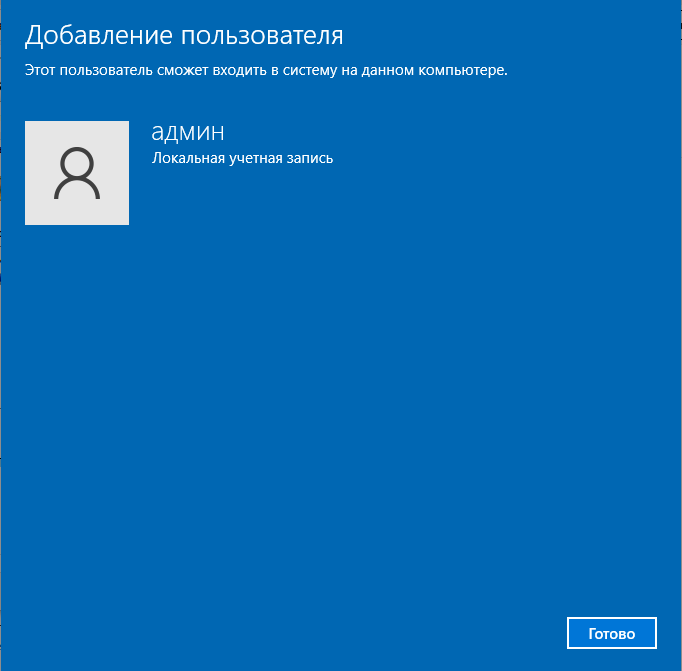 Добавление пользователя
Этот пользователь сможет входить в систему на данном компьютере.
админ
Локальная учетная запись
Готово